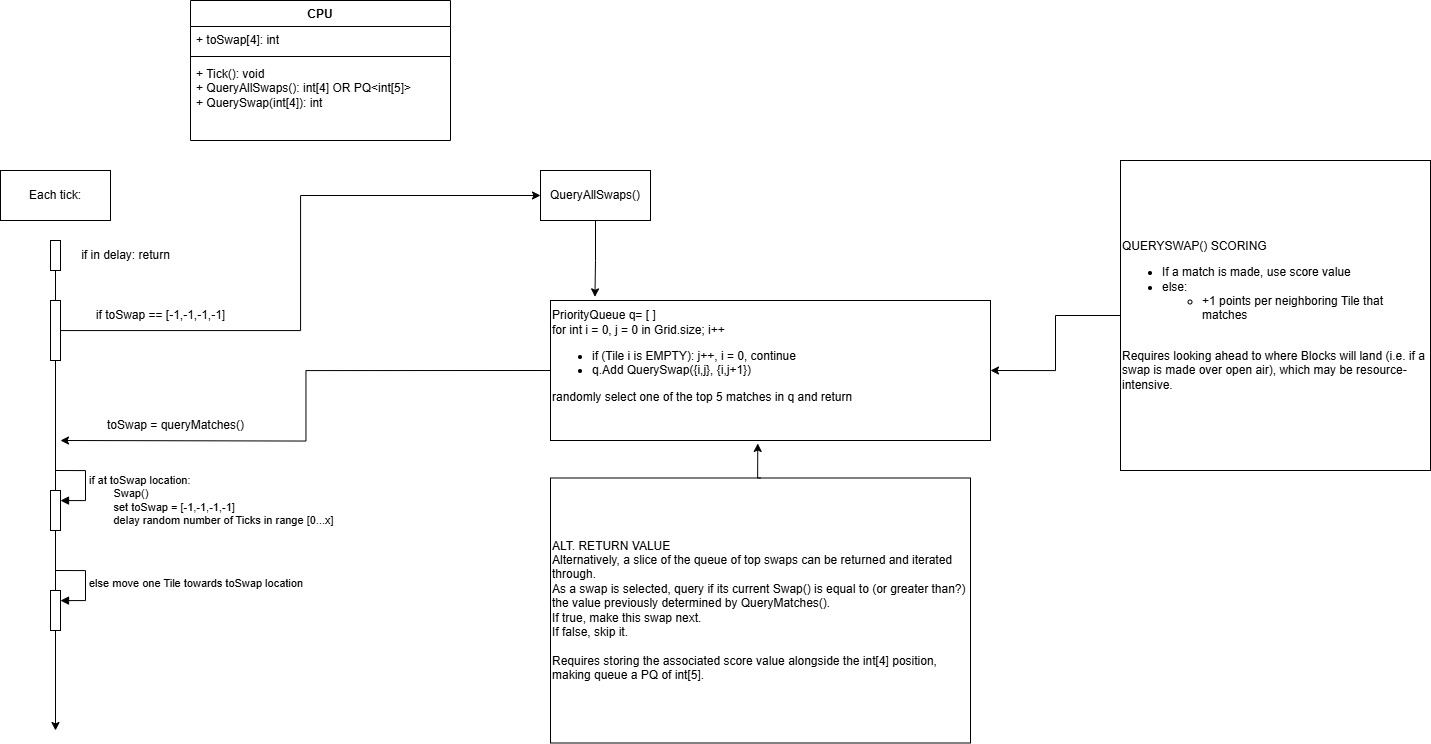 CPU
+ toSwap[4]: int
+ Tick(): void
+ QueryAllSwaps(): int[4] OR PQ<int[5]>
+ QuerySwap(int[4]): int
Each tick:
if in delay: return
if toSwap == [-1,-1,-1,-1]
toSwap = queryMatches()
if at toSwap location:
Swap()
set toSwap = [-1,-1,-1,-1]
delay random number of Ticks in range [0...x]
else move one Tile towards toSwap location
QueryAllSwaps()
PriorityQueue q= [ ]
for int i = 0, j = 0 in Grid.size; i++
• if (Tile i is EMPTY): j++, i = 0, continue
• q.Add QuerySwap({i,j}, {i,j+1})
randomly select one of the top 5 matches in q and return
ALT. RETURN VALUE
Alternatively, a slice of the queue of top swaps can be returned and iterated
through.
As a swap is selected, query if its current Swap() is equal to (or greater than?)
the value previously determined by QueryMatches().
If true, make this swap next.
If false, skip it.
Requires storing the associated score value alongside the int[4] position,
making queue a PQ of int[5].
QUERYSWAP() SCORING
• If a match is made, use score value
• else:
○ +1 points per neighboring Tile that
matches
Requires looking ahead to where Blocks will land (i.e. if a
swap is made over open air), which may be resource-
intensive.